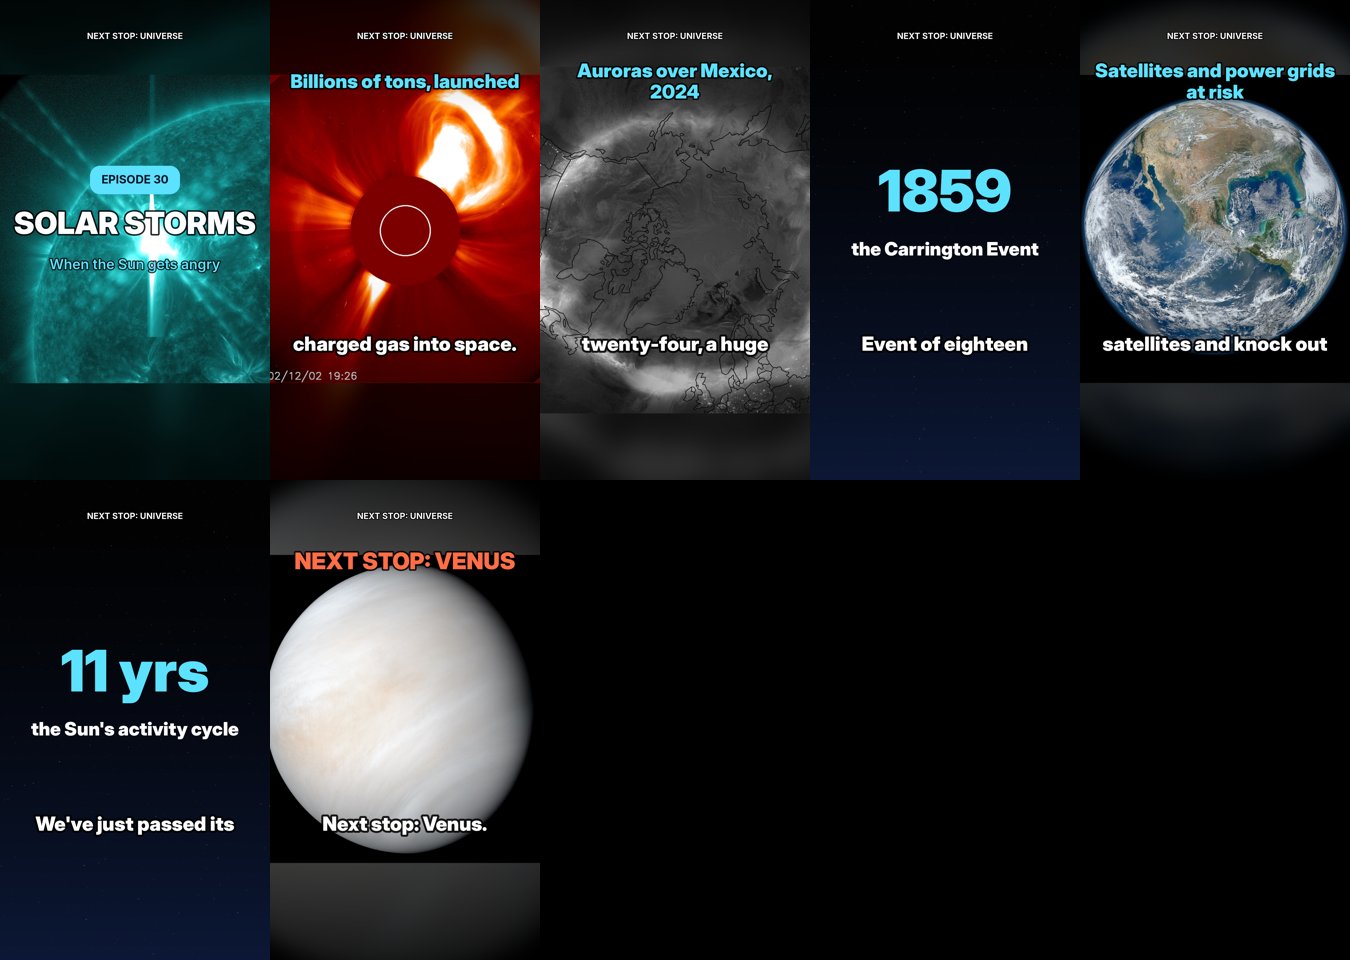 NEXT STOP: UNIVERSE
EPISODE 30
SOLAR STORMS
When the Sun gets angry
NEXT STOP: UNIVERSE
Billions of tons, launched
charged gas into space.
02/12/02 19:26
NEXT STOP: UNIVERSE
Auroras over Mexico,
2024
twenty-four, a huge
NEXT STOP: UNIVERSE
1859
the Carrington Event
Event of eighteen
NEXT STOP: UNIVERSE
Satellites and power grids
at risk
satellites and knock out
NEXT STOP: UNIVERSE
11 yrs
the Sun's activity cycle
We've just passed its
NEXT STOP: UNIVERSE
NEXT STOP: VENUS
Next stop: Venus.